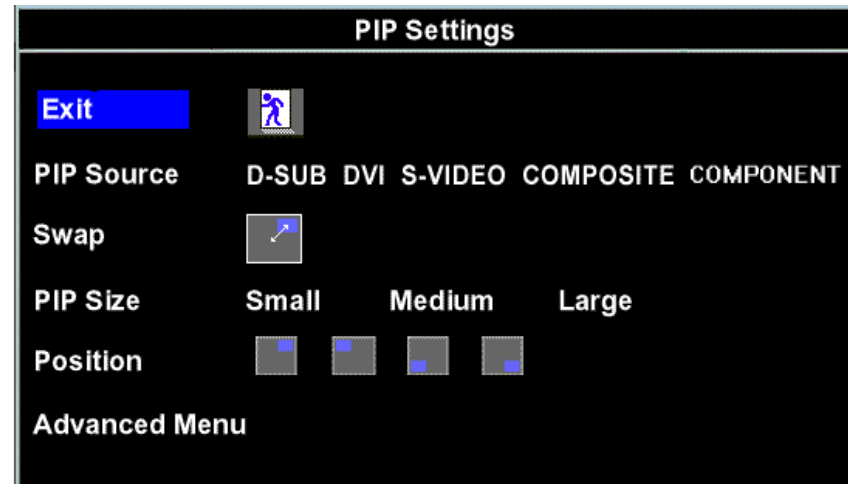 PIP Settings
Exit
PIP Source D-SUB DVI S-VIDEO COMPOSITE COMPONENT
Swap
PIP Size Small Medium Large
Position
Advanced Menu